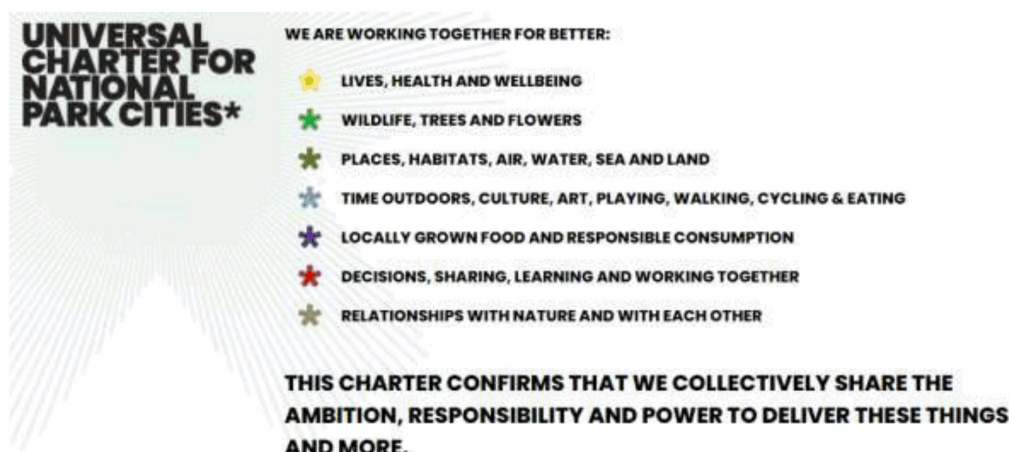 UNIVERSAL
CHARTER FOR
NATIONAL
PARK CITIES*
WE ARE WORKING TOGETHER FOR BETTER:
LIVES, HEALTH AND WELLBEING
WILDLIFE, TREES AND FLOWERS
PLACES, HABITATS, AIR, WATER, SEA AND LAND
TIME OUTDOORS, CULTURE, ART, PLAYING, WALKING, CYCLING & EATING
LOCALLY GROWN FOOD AND RESPONSIBLE CONSUMPTION
DECISIONS, SHARING, LEARNING AND WORKING TOGETHER
RELATIONSHIPS WITH NATURE AND WITH EACH OTHER
THIS CHARTER CONFIRMS THAT WE COLLECTIVELY SHARE THE
AMBITION, RESPONSIBILITY AND POWER TO DELIVER THESE THINGS
AND MORE.